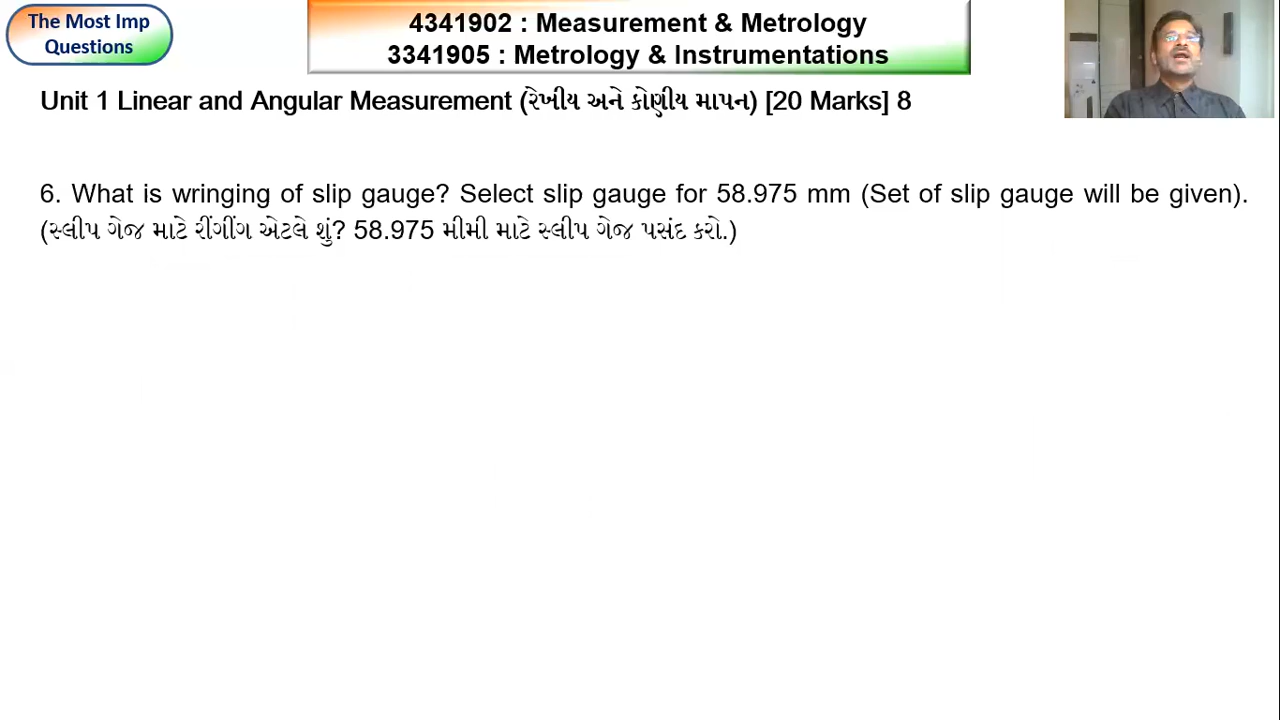 The Most Imp
Questions
4341902 : Measurement & Metrology
3341905 : Metrology & Instrumentations
Unit 1 Linear and Angular Measurement (રેખીય અને કોણીય માપન) [20 Marks] 8
6. What is wringing of slip gauge? Select slip gauge for 58.975 mm (Set of slip gauge will be given).
(સ્લીપ ગેજ માટે રીંગીંગ એટલે શું? 58.975 મીમી માટે સ્લીપ ગેજ પસંદ કરો.)